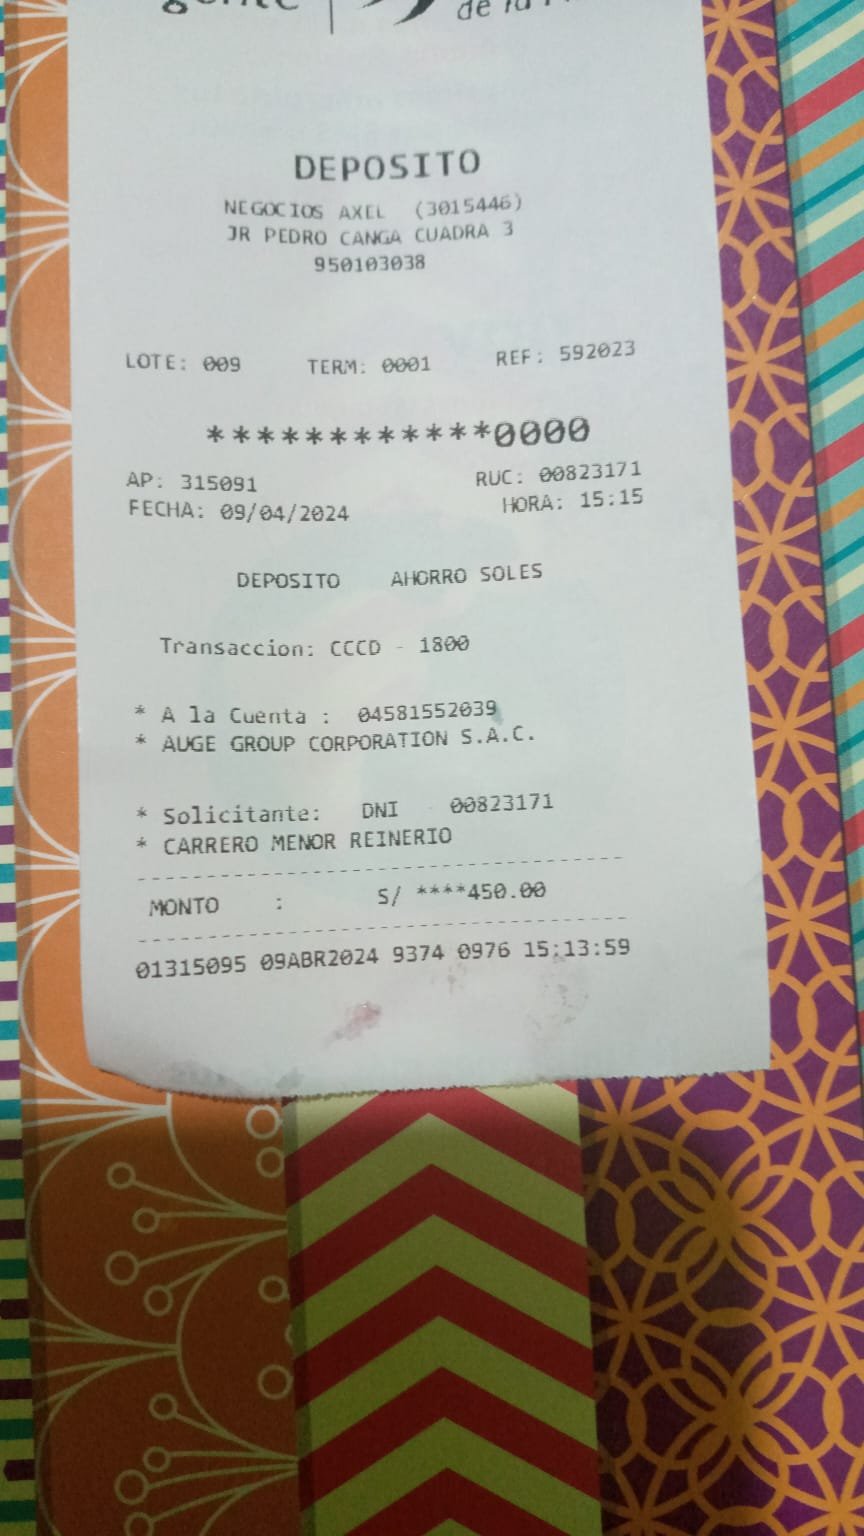 de la
DEPOSITO
NEGOCIOS AXEL (3015446)
JR PEDRO CANGA CUADRA 3
950103038
LOTE: 009 TERM: 0001 REF: 592023
************0000
AP: 315091 RUC: 00823171
FECHA: 09/04/2024 HORA: 15:15
DEPOSITO AHORRO SOLES
Transaccion: CCCD - 1800
* A la Cuenta : 04581552039
* AUGE GROUP CORPORATION S.A.C.
* Solicitante: DNI - 00823171
* CARRERO MENOR REINERIO
MONTO : S/ ****450.00
01315095 09ABR2024 9374 0976 15:13:59